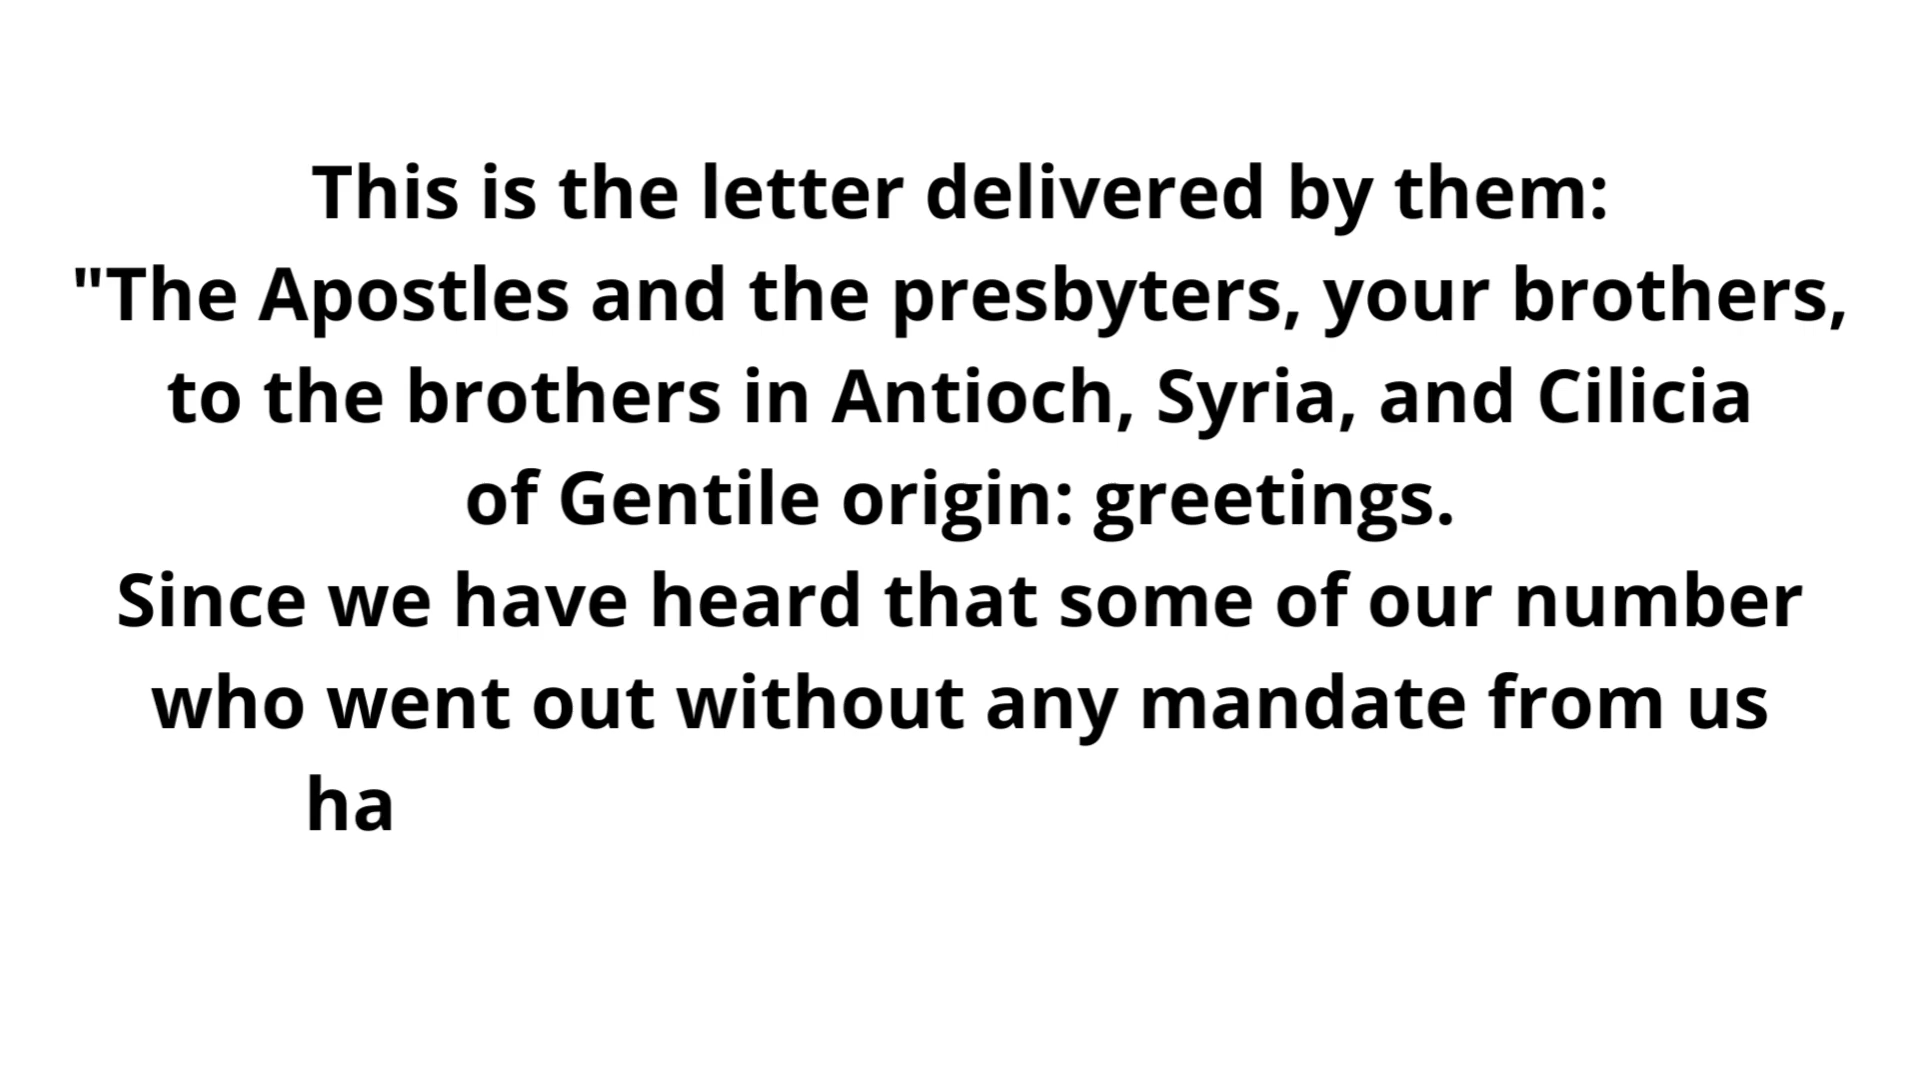 This is the letter delivered by them:
"The Apostles and the presbyters, your brothers,
to the brothers in Antioch, Syria, and Cilicia
of Gentile origin: greetings.
Since we have heard that some of our number
who went out without any mandate from us
ha